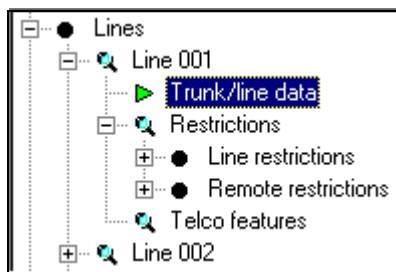 Lines
Line 001
Trunk/line data
Restrictions
Line restrictions
Remote restrictions
Telco features
Line 002